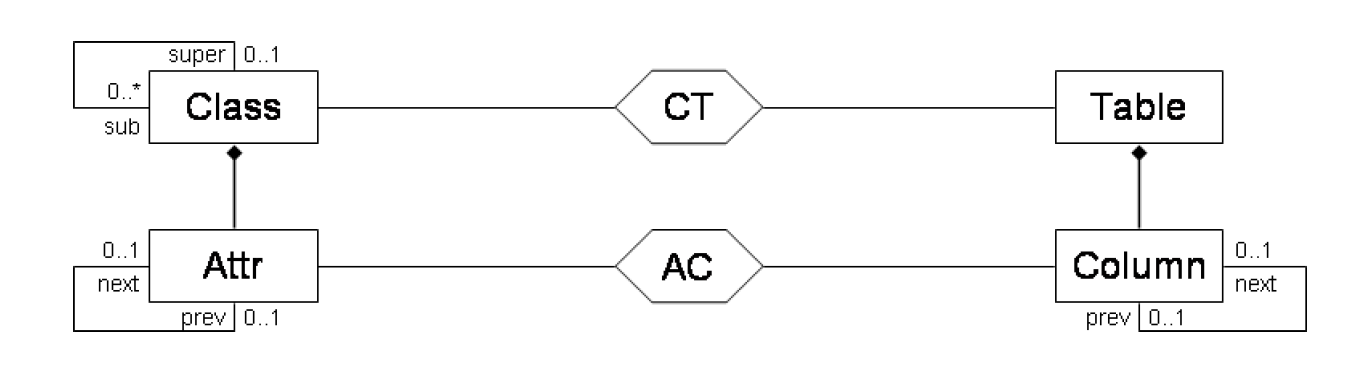 super 0..1
0..*
Class
CT
Table
sub
0..1
Attr
AC
Column
0..1
next
next
prev 0..1
prev 0..1